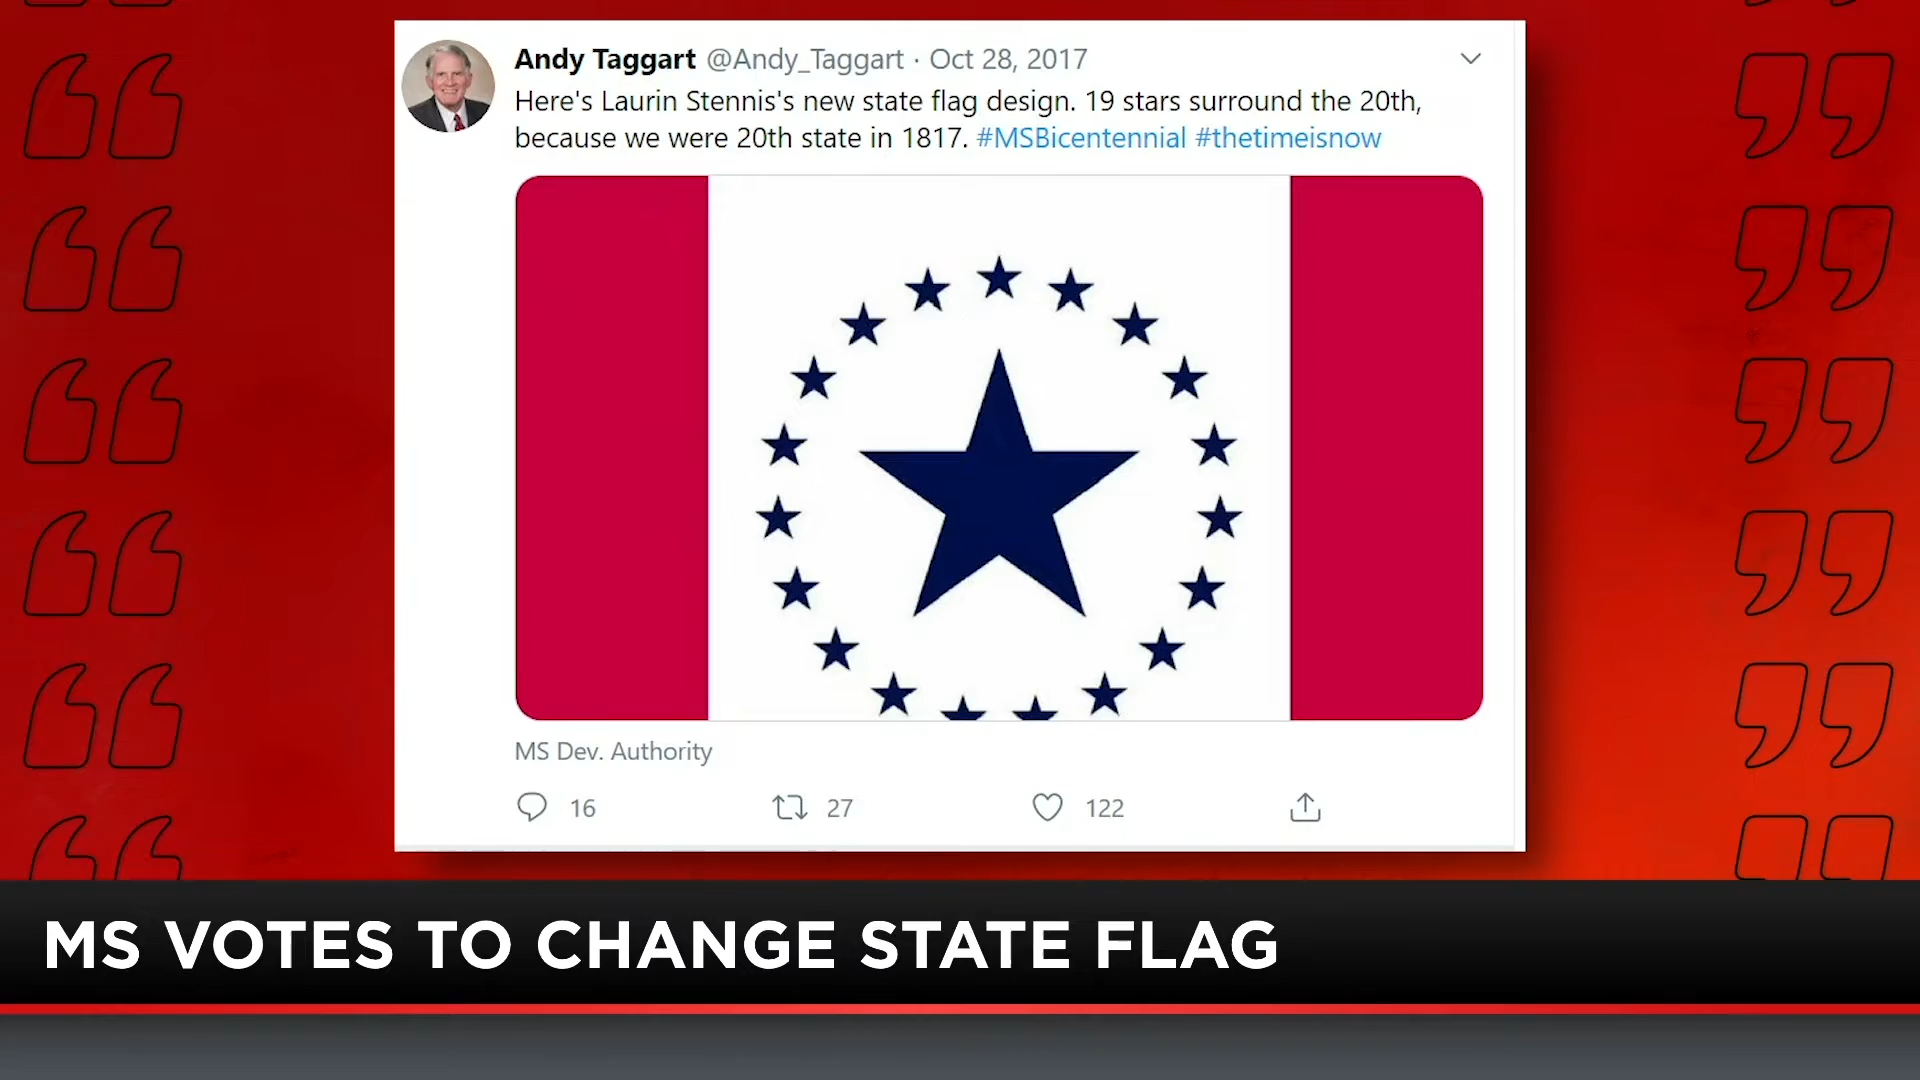 Andy Taggart @Andy_Taggart · Oct 28, 2017
Here's Laurin Stennis's new state flag design. 19 stars surround the 20th,
because we were 20th state in 1817. #MSBicentennial #thetimeisnow
MS Dev. Authority
16 27 122
MS VOTES TO CHANGE STATE FLAG